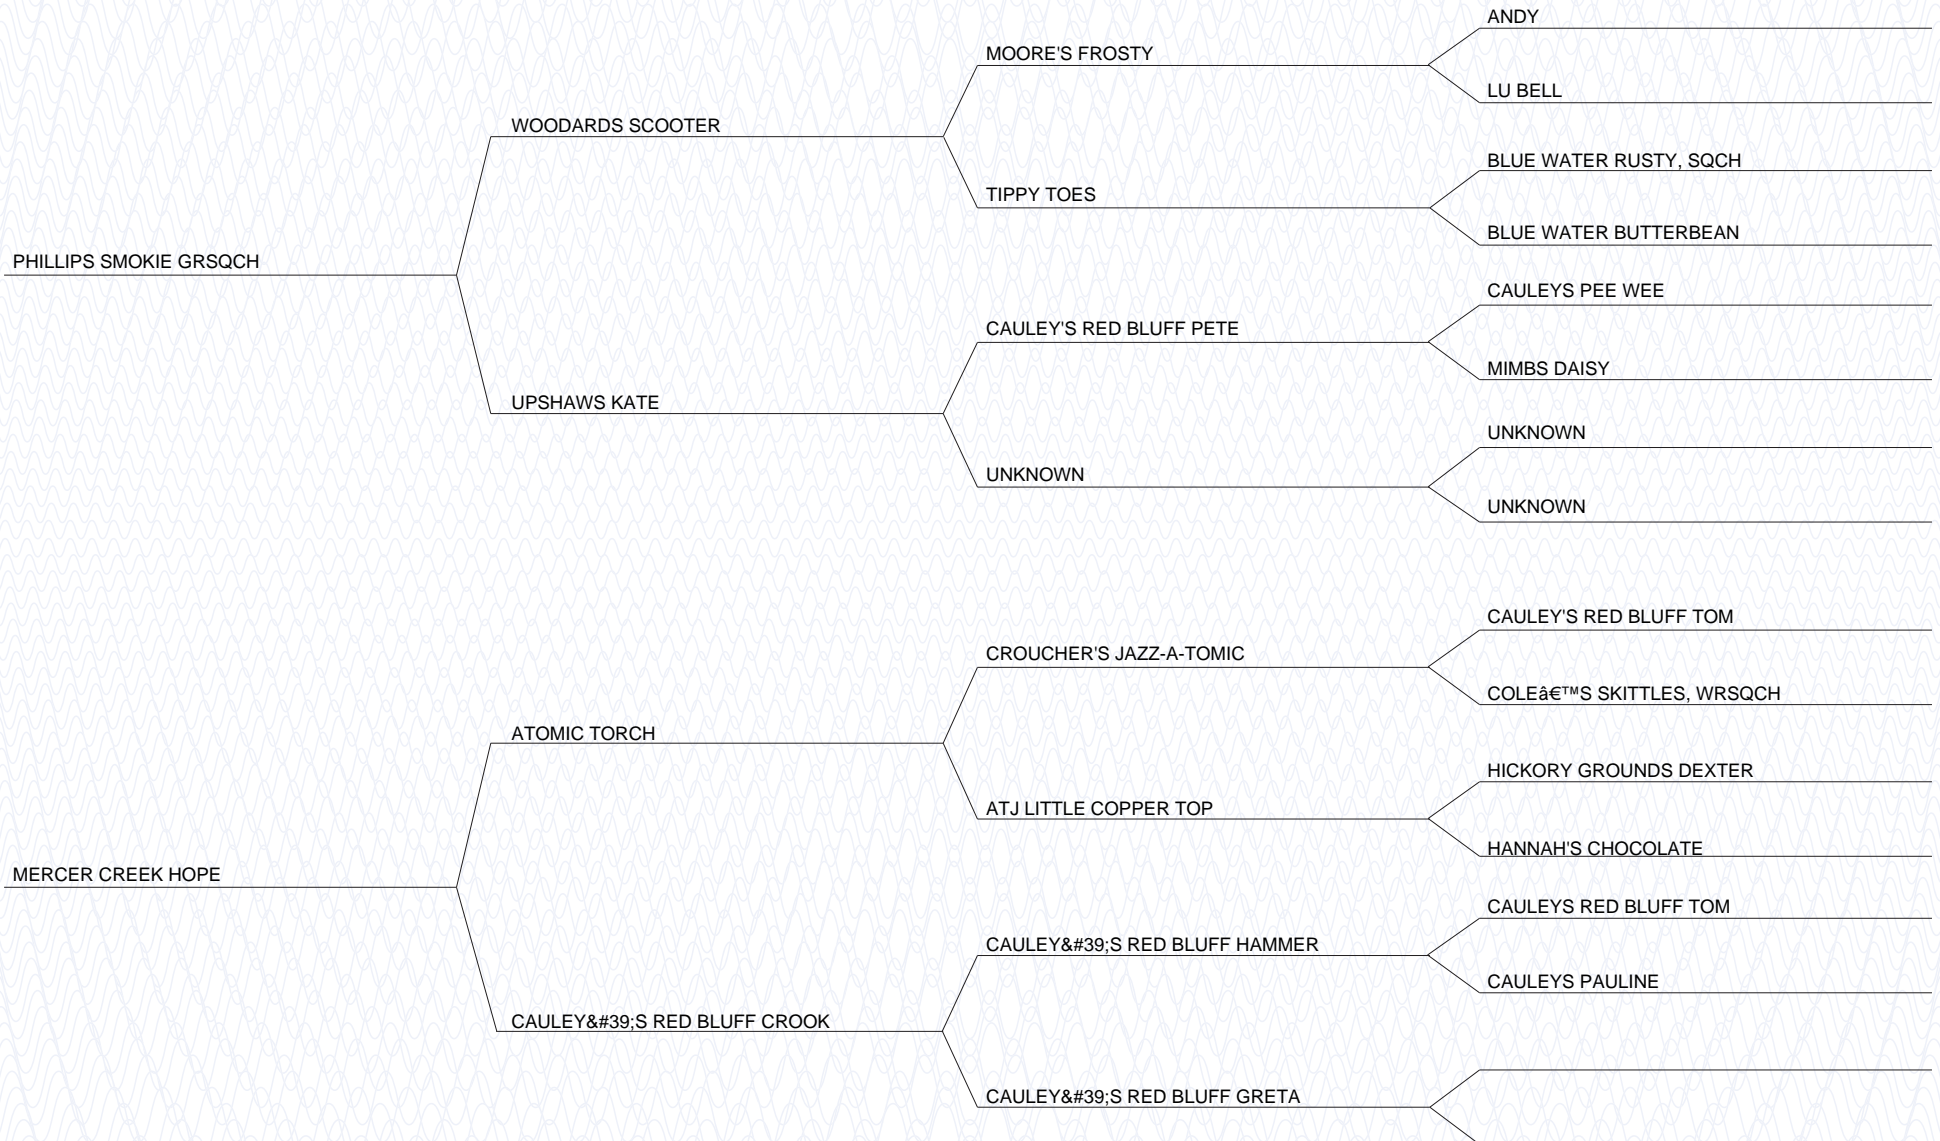 ANDY
MOORE'S FROSTY
LU BELL
WOODARDS SCOOTER
BLUE WATER RUSTY, SQCH
TIPPY TOES
BLUE WATER BUTTERBEAN
PHILLIPS SMOKIE GRSQCH
CAULEYS PEE WEE
CAULEY'S RED BLUFF PETE
MIMBS DAISY
UPSHAWS KATE
UNKNOWN
UNKNOWN
UNKNOWN
CAULEY'S RED BLUFF TOM
CROUCHER'S JAZZ-A-TOMIC
COLEâ€™S SKITTLES, WRSQCH
ATOMIC TORCH
HICKORY GROUNDS DEXTER
ATJ LITTLE COPPER TOP
HANNAH'S CHOCOLATE
MERCER CREEK HOPE
CAULEYS RED BLUFF TOM
CAULEY&#39;S RED BLUFF HAMMER
CAULEYS PAULINE
CAULEY&#39;S RED BLUFF CROOK
CAULEY&#39;S RED BLUFF GRETA